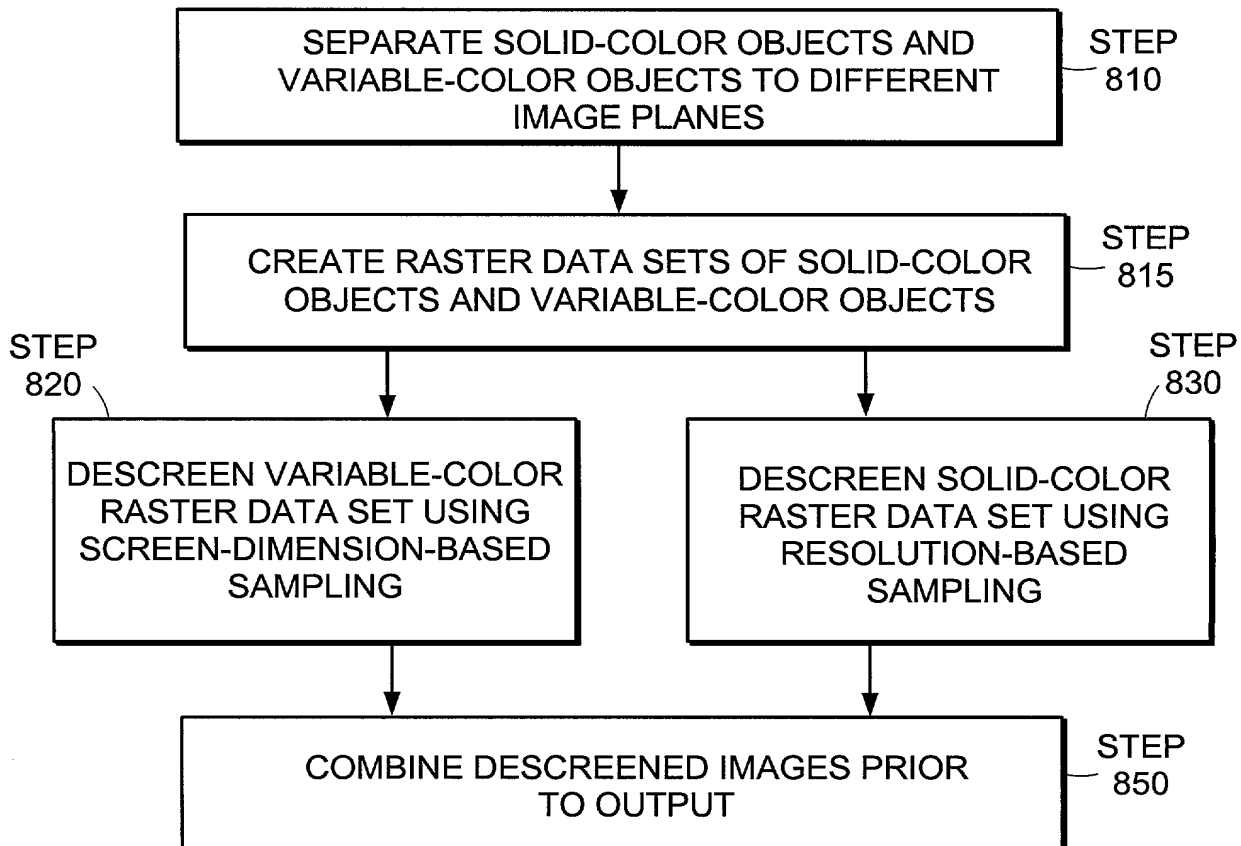 SEPARATE SOLID-COLOR OBJECTS AND
VARIABLE-COLOR OBJECTS TO DIFFERENT
IMAGE PLANES
STEP
810
CREATE RASTER DATA SETS OF SOLID-COLOR
OBJECTS AND VARIABLE-COLOR OBJECTS
STEP
815
STEP
820
DESCREEN VARIABLE-COLOR
RASTER DATA SET USING
SCREEN-DIMENSION-BASED
SAMPLING
STEP
830
DESCREEN SOLID-COLOR
RASTER DATA SET USING
RESOLUTION-BASED
SAMPLING
COMBINE DESCREENED IMAGES PRIOR
TO OUTPUT
STEP
850